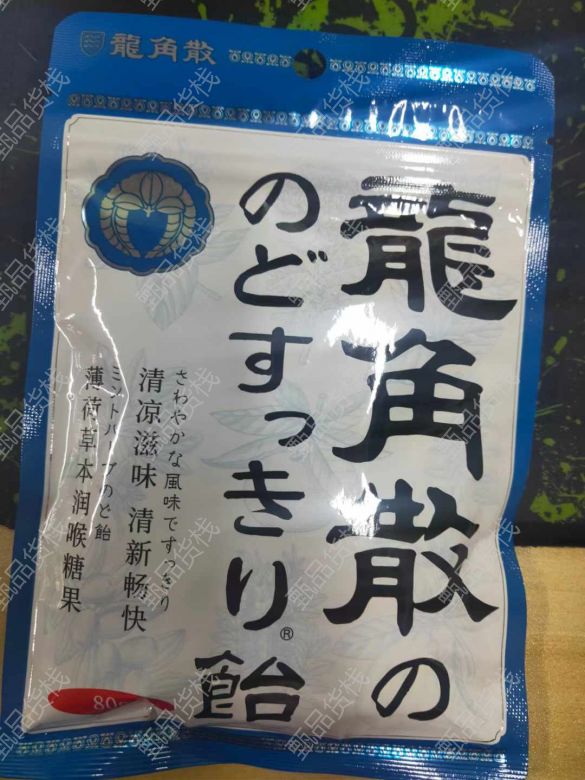 龍角散
龍角散の
のどすっきり®飴
さわやかな風味ですっきり
清凉滋味 清新畅快
ミントハーブのど飴
薄荷草本润喉糖果
甄品货栈